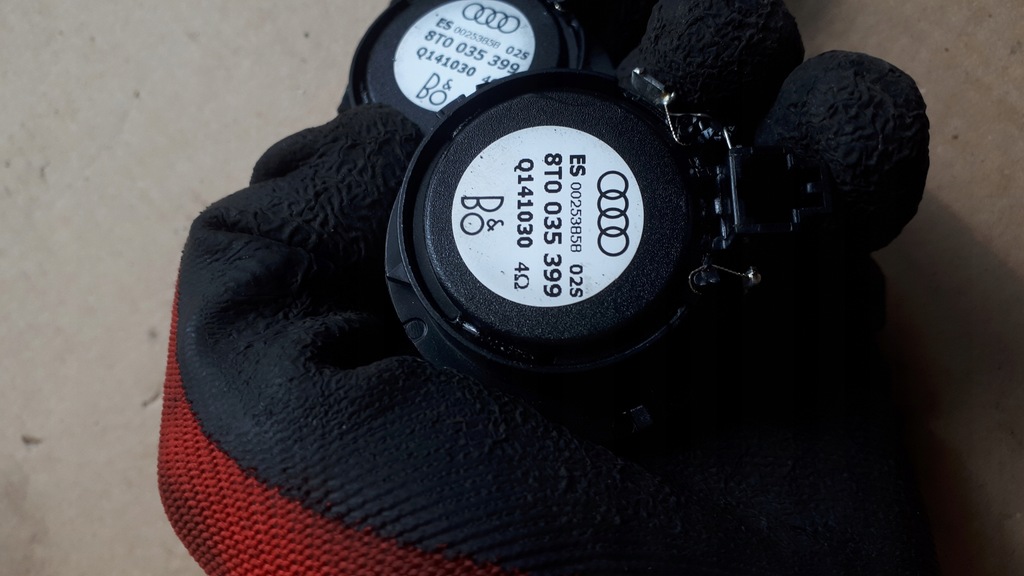 ES 00253B5B 02S
8T0 035 399
Q141030
B&O
ES 00253B5B 02S
8T0 035 399
Q141030 4Ω
B&O